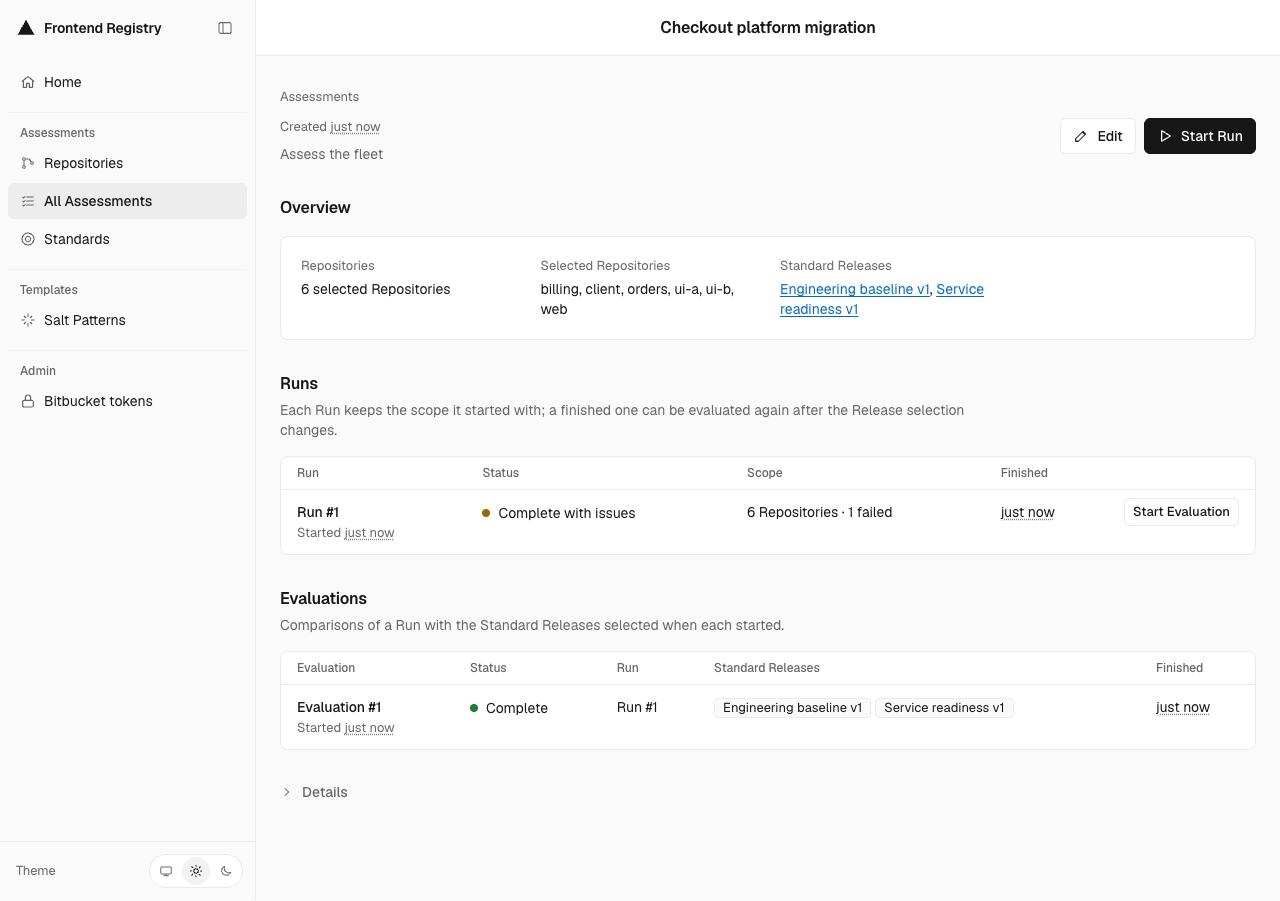 Frontend Registry
Home
Assessments
Repositories
All Assessments
Standards
Templates
Salt Patterns
Admin
Bitbucket tokens
Theme
Checkout platform migration
Assessments
Created just now
Assess the fleet
Edit
Start Run
Overview
Repositories
6 selected Repositories
Selected Repositories
billing, client, orders, ui-a, ui-b,
web
Standard Releases
Engineering baseline v1, Service
readiness v1
Runs
Each Run keeps the scope it started with; a finished one can be evaluated again after the Release selection
changes.
Run Status Scope Finished
Run #1 Complete with issues 6 Repositories · 1 failed just now Start Evaluation
Started just now
Evaluations
Comparisons of a Run with the Standard Releases selected when each started.
Evaluation Status Run Standard Releases Finished
Evaluation #1 Complete Run #1 Engineering baseline v1 Service readiness v1 just now
Started just now
Details